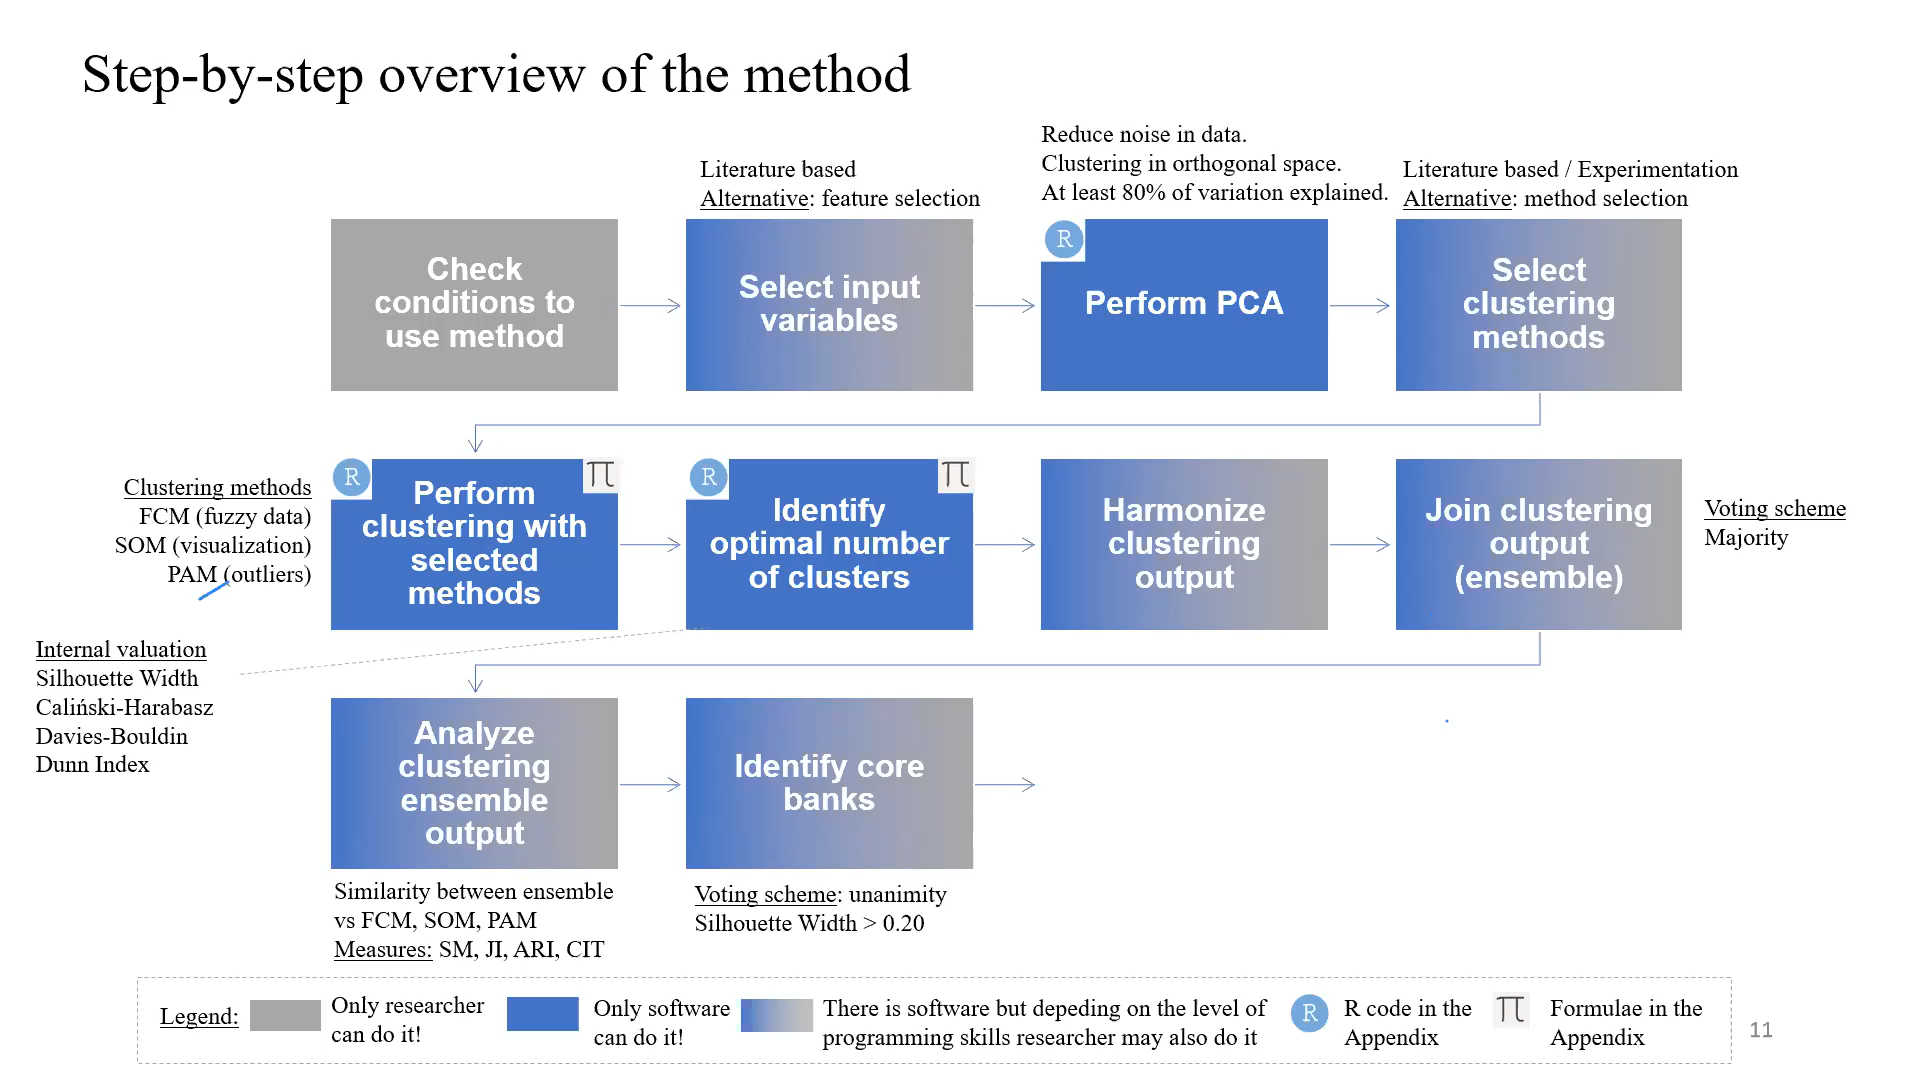 Step-by-step overview of the method
Literature based
Alternative: feature selection
Reduce noise in data.
Clustering in orthogonal space.
At least 80% of variation explained.
Literature based / Experimentation
Alternative: method selection
Check
conditions to
use method
Select input
variables
R
Perform PCA
Select
clustering
methods
Clustering methods
FCM (fuzzy data)
SOM (visualization)
PAM (outliers)
R
π
Perform
clustering with
selected
methods
R
π
Identify
optimal number
of clusters
Harmonize
clustering
output
Join clustering
output
(ensemble)
Voting scheme
Majority
Internal valuation
Silhouette Width
Caliński-Harabasz
Davies-Bouldin
Dunn Index
Analyze
clustering
ensemble
output
Identify core
banks
Similarity between ensemble
vs FCM, SOM, PAM
Measures: SM, JI, ARI, CIT
Voting scheme: unanimity
Silhouette Width > 0.20
Legend:
Only researcher
can do it!
Only software
can do it!
There is software but depeding on the level of
programming skills researcher may also do it
R
R code in the
Appendix
π
Formulae in the
Appendix
11